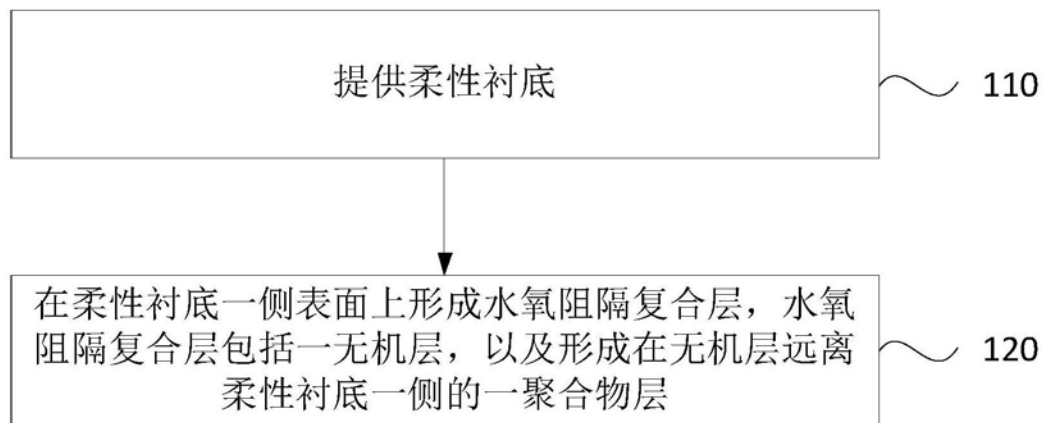 提供柔性衬底
110
在柔性衬底一侧表面上形成水氧阻隔复合层，水氧
阻隔复合层包括一无机层，以及形成在无机层远离
柔性衬底一侧的一聚合物层
120